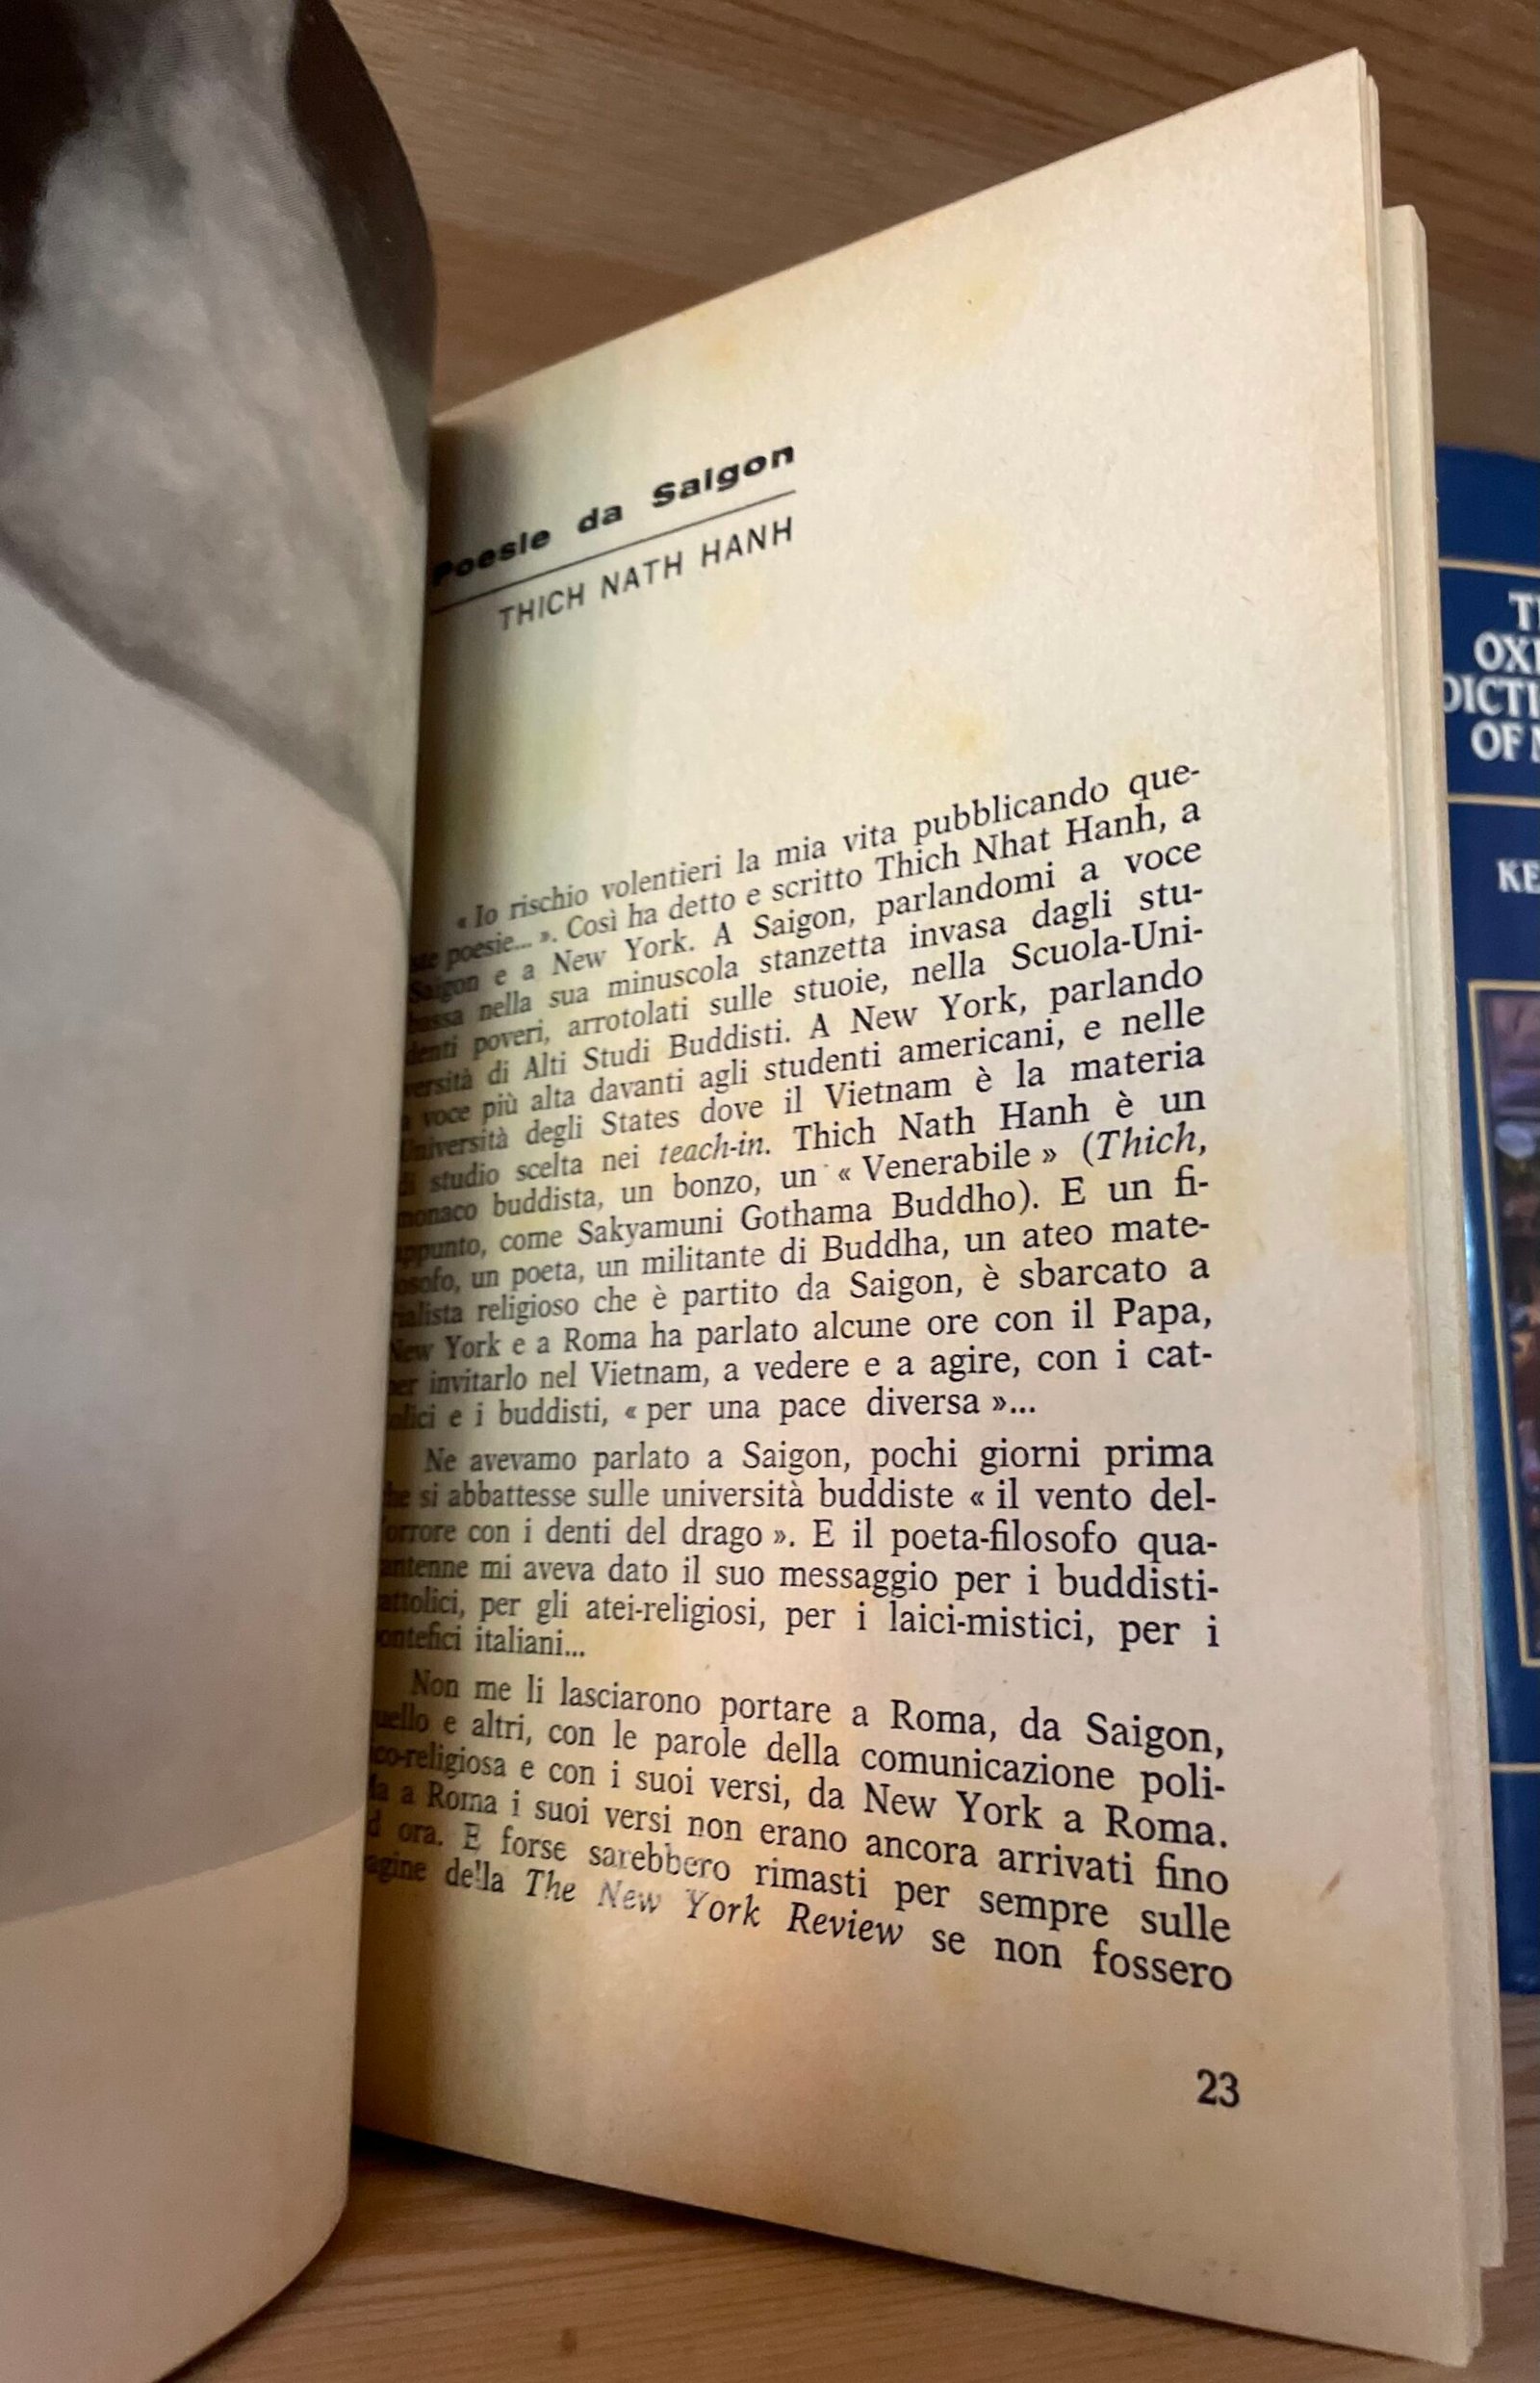 Poesie da Saigon
THICH NATH HANH
« Io rischio volentieri la mia vita pubblicando que-
ste poesie... ». Così ha detto e scritto Thich Nhat Hanh, a
Saigon e a New York. A Saigon, parlandomi a voce
bassa nella sua minuscola stanzetta invasa dagli stu-
denti poveri, arrotolati sulle stuoie, nella Scuola-Uni-
versità di Alti Studi Buddisti. A New York, parlando
a voce più alta davanti agli studenti americani, e nelle
Università degli States dove il Vietnam è la materia
di studio scelta nei teach-in. Thich Nath Hanh è un
monaco buddista, un bonzo, un « Venerabile » (Thich,
appunto, come Sakyamuni Gothama Buddho). E un fi-
losofo, un poeta, un militante di Buddha, un ateo mate-
rialista religioso che è partito da Saigon, è sbarcato a
New York e a Roma ha parlato alcune ore con il Papa,
per invitarlo nel Vietnam, a vedere e a agire, con i cat-
tolici e i buddisti, « per una pace diversa »...
Ne avevamo parlato a Saigon, pochi giorni prima
che si abbattesse sulle università buddiste « il vento del-
l'orrore con i denti del drago ». E il poeta-filosofo qua-
rantenne mi aveva dato il suo messaggio per i buddisti-
cattolici, per gli atei-religiosi, per i laici-mistici, per i
pontefici italiani...
Non me li lasciarono portare a Roma, da Saigon,
quello e altri, con le parole della comunicazione poli-
tico-religiosa e con i suoi versi, da New York a Roma.
Ma a Roma i suoi versi non erano ancora arrivati fino
ad ora. E forse sarebbero rimasti per sempre sulle
pagine della The New York Review se non fossero
23
OF
KE